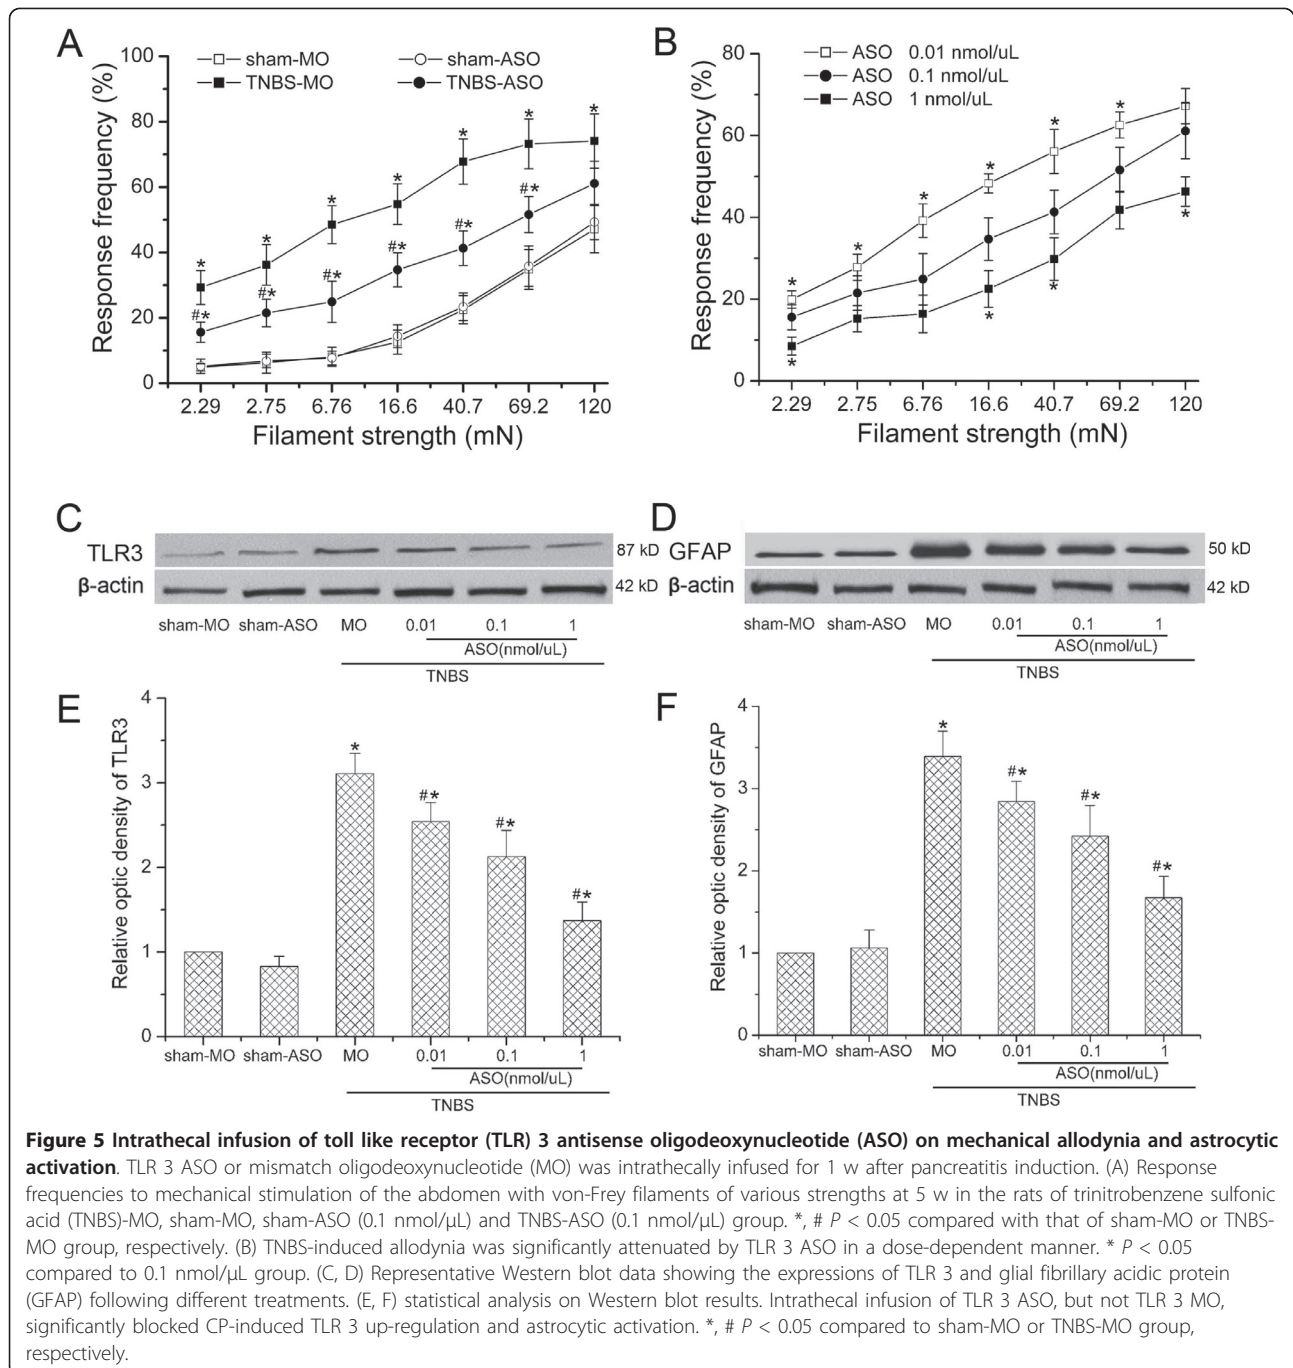 A
sham-MO
sham-ASO
TNBS-MO
TNBS-ASO
Response frequency (%)
100
80
60
40
20
0
* * * * * * *
#* #* #* #* #* #*
2.29 2.75 6.76 16.6 40.7 69.2 120
Filament strength (mN)
B
ASO 0.01 nmol/uL
ASO 0.1 nmol/uL
ASO 1 nmol/uL
Response frequency (%)
80
60
40
20
0
* * * * * *
* * * *
2.29 2.75 6.76 16.6 40.7 69.2 120
Filament strength (mN)
C
TLR3 87 kD
β-actin 42 kD
sham-MO sham-ASO MO 0.01 0.1 1
ASO(nmol/uL)
TNBS
D
GFAP 50 kD
β-actin 42 kD
sham-MO sham-ASO MO 0.01 0.1 1
ASO(nmol/uL)
TNBS
E
Relative optic density of TLR3
4
3
2
1
0
* #* #* #*
sham-MO sham-ASO MO 0.01 0.1 1
ASO(nmol/uL)
TNBS
F
Relative optic density of GFAP
4
3
2
1
0
* #* #* #*
sham-MO sham-ASO MO 0.01 0.1 1
ASO(nmol/uL)
TNBS
Figure 5 Intrathecal infusion of toll like receptor (TLR) 3 antisense oligodeoxynucleotide (ASO) on mechanical allodynia and astrocytic
activation. TLR 3 ASO or mismatch oligodeoxynucleotide (MO) was intrathecally infused for 1 w after pancreatitis induction. (A) Response
frequencies to mechanical stimulation of the abdomen with von-Frey filaments of various strengths at 5 w in the rats of trinitrobenzene sulfonic
acid (TNBS)-MO, sham-MO, sham-ASO (0.1 nmol/μL) and TNBS-ASO (0.1 nmol/μL) group. *, # P < 0.05 compared with that of sham-MO or TNBS-
MO group, respectively. (B) TNBS-induced allodynia was significantly attenuated by TLR 3 ASO in a dose-dependent manner. * P < 0.05
compared to 0.1 nmol/μL group. (C, D) Representative Western blot data showing the expressions of TLR 3 and glial fibrillary acidic protein
(GFAP) following different treatments. (E, F) statistical analysis on Western blot results. Intrathecal infusion of TLR 3 ASO, but not TLR 3 MO,
significantly blocked CP-induced TLR 3 up-regulation and astrocytic activation. *, # P < 0.05 compared to sham-MO or TNBS-MO group,
respectively.